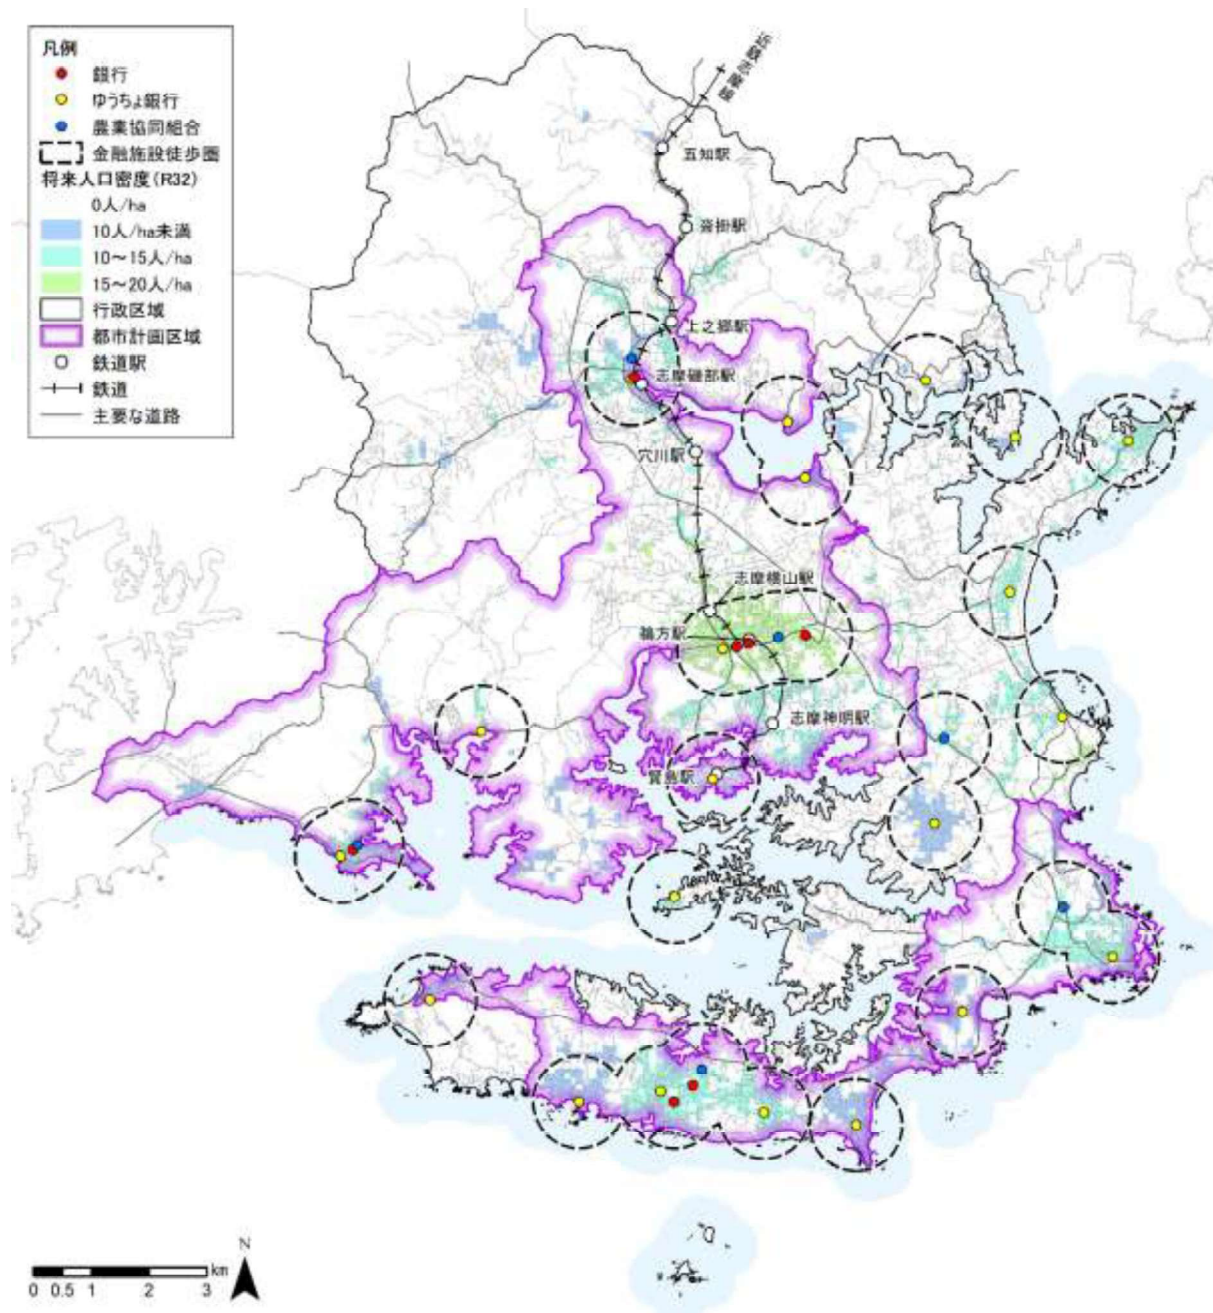 凡例
銀行
ゆうちょ銀行
農業協同組合
金融施設徒歩圏
将来人口密度(R32)
0人/ha
10人/ha未満
10~15人/ha
15~20人/ha
行政区域
都市計画区域
鉄道駅
鉄道
主要な道路
近鉄志摩線
五知駅
沓掛駅
上之郷駅
志摩磯部駅
穴川駅
志摩横山駅
鵜方駅
志摩神明駅
賢島駅
N
km
0 0.5 1 2 3